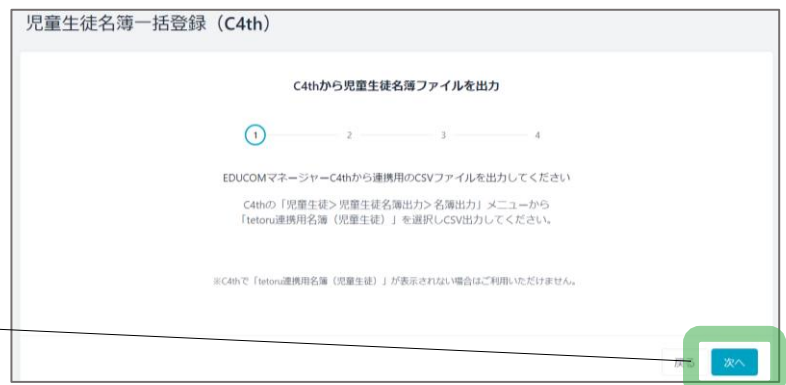 児童生徒名簿一括登録（C4th）
C4thから児童生徒名簿ファイルを出力
1 2 3 4
EDUCOMマネージャーC4thから連携用のCSVファイルを出力してください
C4thの「児童生徒>児童生徒名簿出力>名簿出力」メニューから
「tetoru連携用名簿（児童生徒）」を選択しCSV出力してください。
※C4thで「tetoru連携用名簿（児童生徒）」が表示されない場合はご利用いただけません。
戻る 次へ